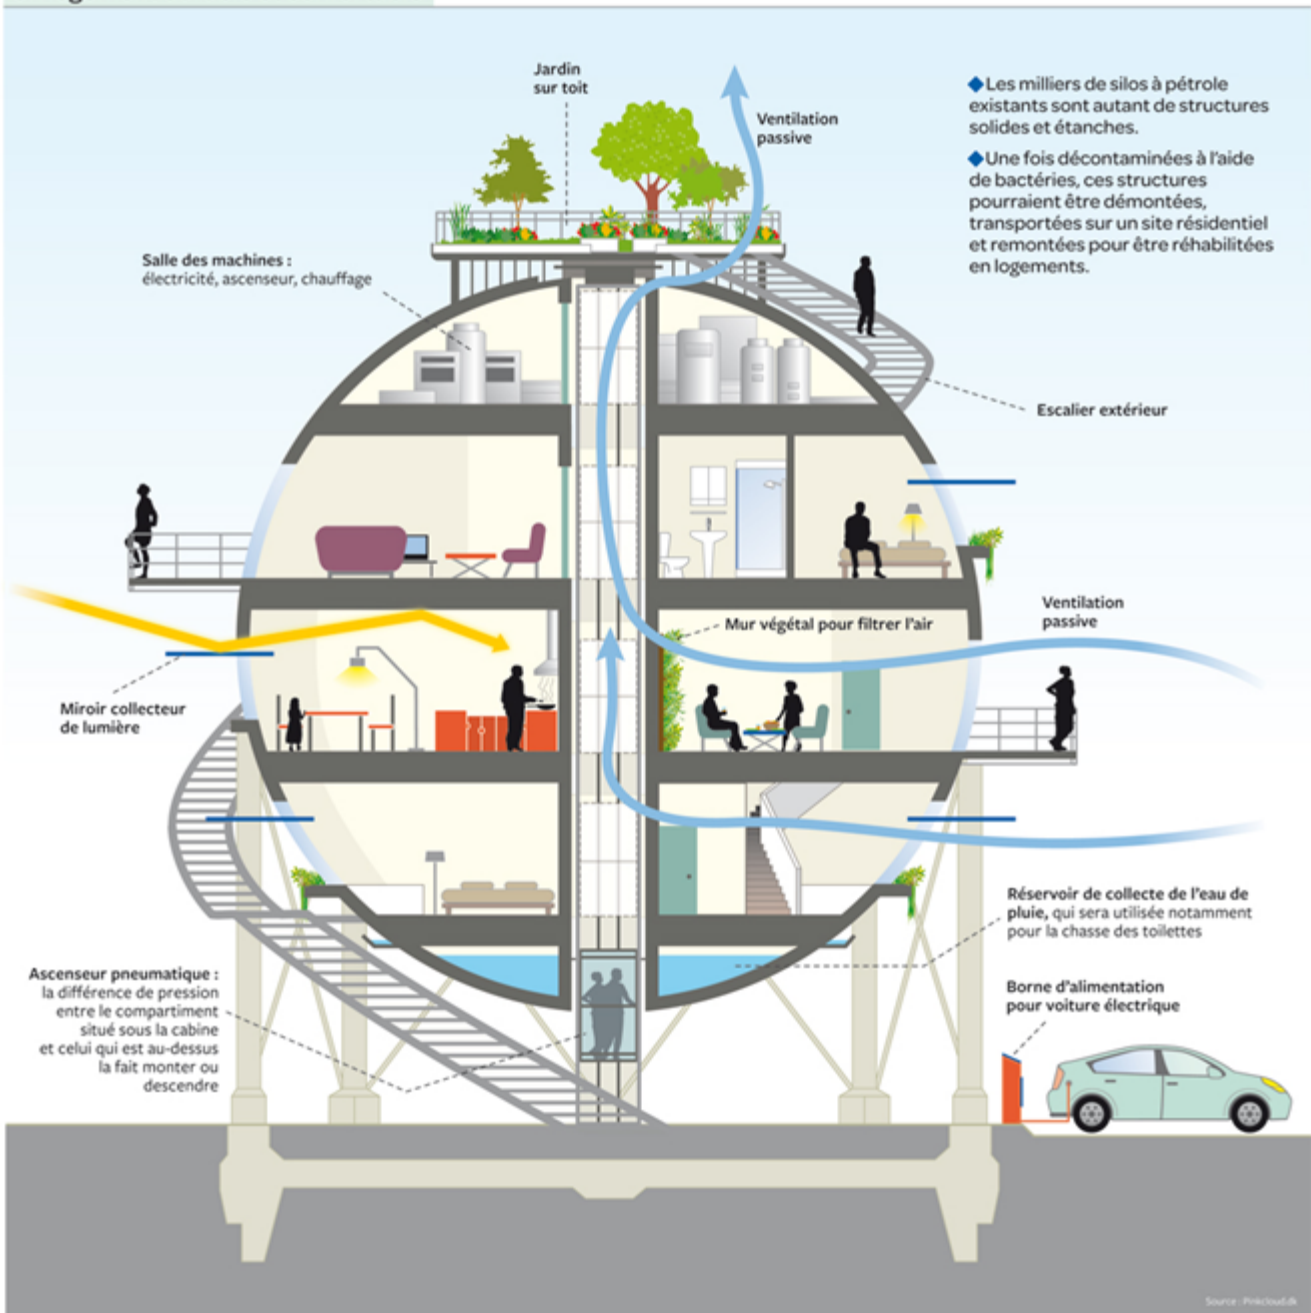 Jardin
sur toit
Ventilation
passive
◆Les milliers de silos à pétrole
existants sont autant de structures
solides et étanches.
◆Une fois décontaminées à l'aide
de bactéries, ces structures
pourraient être démontées,
transportées sur un site résidentiel
et remontées pour être réhabilitées
en logements.
Salle des machines :
électricité, ascenseur, chauffage
Escalier extérieur
Ventilation
passive
Mur végétal pour filtrer l'air
Miroir collecteur
de lumière
Réservoir de collecte de l'eau de
pluie, qui sera utilisée notamment
pour la chasse des toilettes
Ascenseur pneumatique :
la différence de pression
entre le compartiment
situé sous la cabine
et celui qui est au-dessus
la fait monter ou
descendre
Borne d'alimentation
pour voiture électrique
Source : Pinkcloud.dk